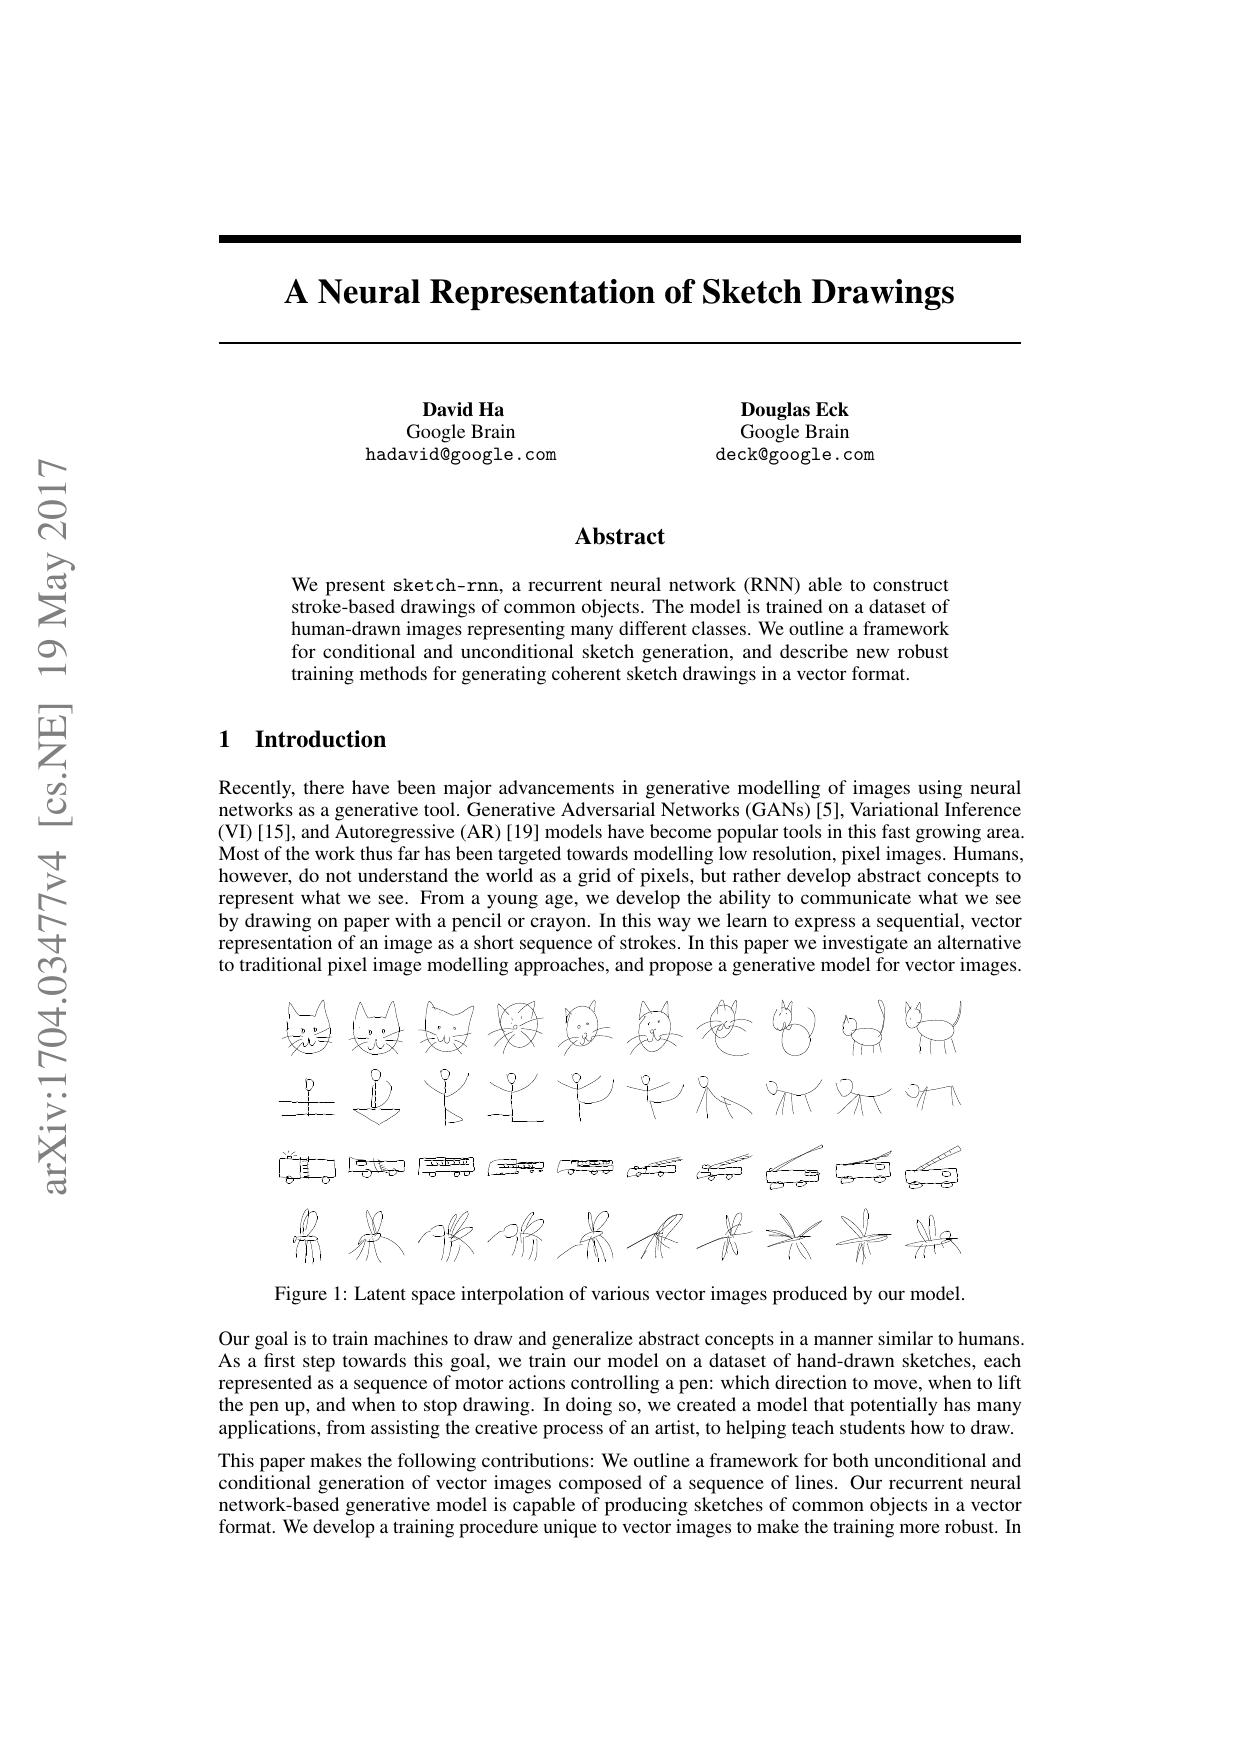 arXiv:1704.03477v4 [cs.NE] 19 May 2017
A Neural Representation of Sketch Drawings
David Ha
Google Brain
hadavid@google.com
Douglas Eck
Google Brain
deck@google.com
Abstract
We present sketch-rnn, a recurrent neural network (RNN) able to construct
stroke-based drawings of common objects. The model is trained on a dataset of
human-drawn images representing many different classes. We outline a framework
for conditional and unconditional sketch generation, and describe new robust
training methods for generating coherent sketch drawings in a vector format.
1 Introduction
Recently, there have been major advancements in generative modelling of images using neural
networks as a generative tool. Generative Adversarial Networks (GANs) [5], Variational Inference
(VI) [15], and Autoregressive (AR) [19] models have become popular tools in this fast growing area.
Most of the work thus far has been targeted towards modelling low resolution, pixel images. Humans,
however, do not understand the world as a grid of pixels, but rather develop abstract concepts to
represent what we see. From a young age, we develop the ability to communicate what we see
by drawing on paper with a pencil or crayon. In this way we learn to express a sequential, vector
representation of an image as a short sequence of strokes. In this paper we investigate an alternative
to traditional pixel image modelling approaches, and propose a generative model for vector images.
Figure 1: Latent space interpolation of various vector images produced by our model.
Our goal is to train machines to draw and generalize abstract concepts in a manner similar to humans.
As a first step towards this goal, we train our model on a dataset of hand-drawn sketches, each
represented as a sequence of motor actions controlling a pen: which direction to move, when to lift
the pen up, and when to stop drawing. In doing so, we created a model that potentially has many
applications, from assisting the creative process of an artist, to helping teach students how to draw.
This paper makes the following contributions: We outline a framework for both unconditional and
conditional generation of vector images composed of a sequence of lines. Our recurrent neural
network-based generative model is capable of producing sketches of common objects in a vector
format. We develop a training procedure unique to vector images to make the training more robust. In